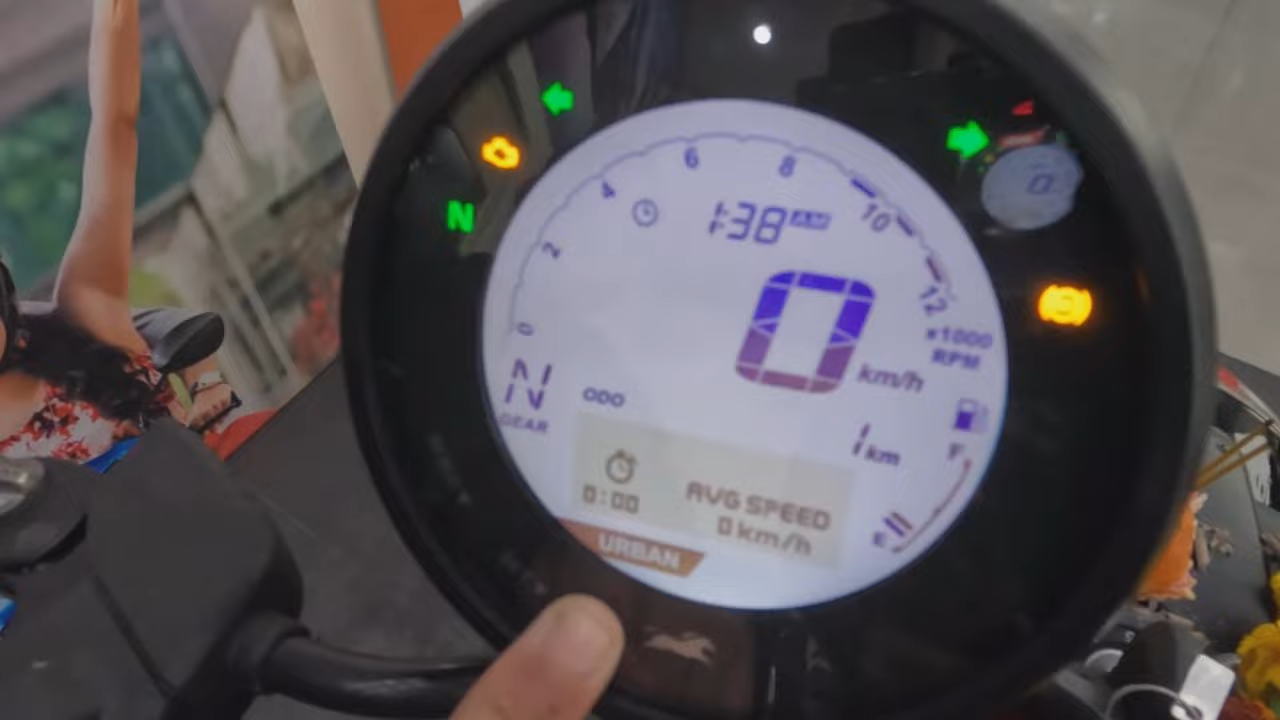 N
0
2
4
6
8
10
12
×1000
RPM
1:38 AM
0 km/h
N
GEAR
ODO
1 km
F
E
0:00
AVG SPEED
0 km/h
URBAN